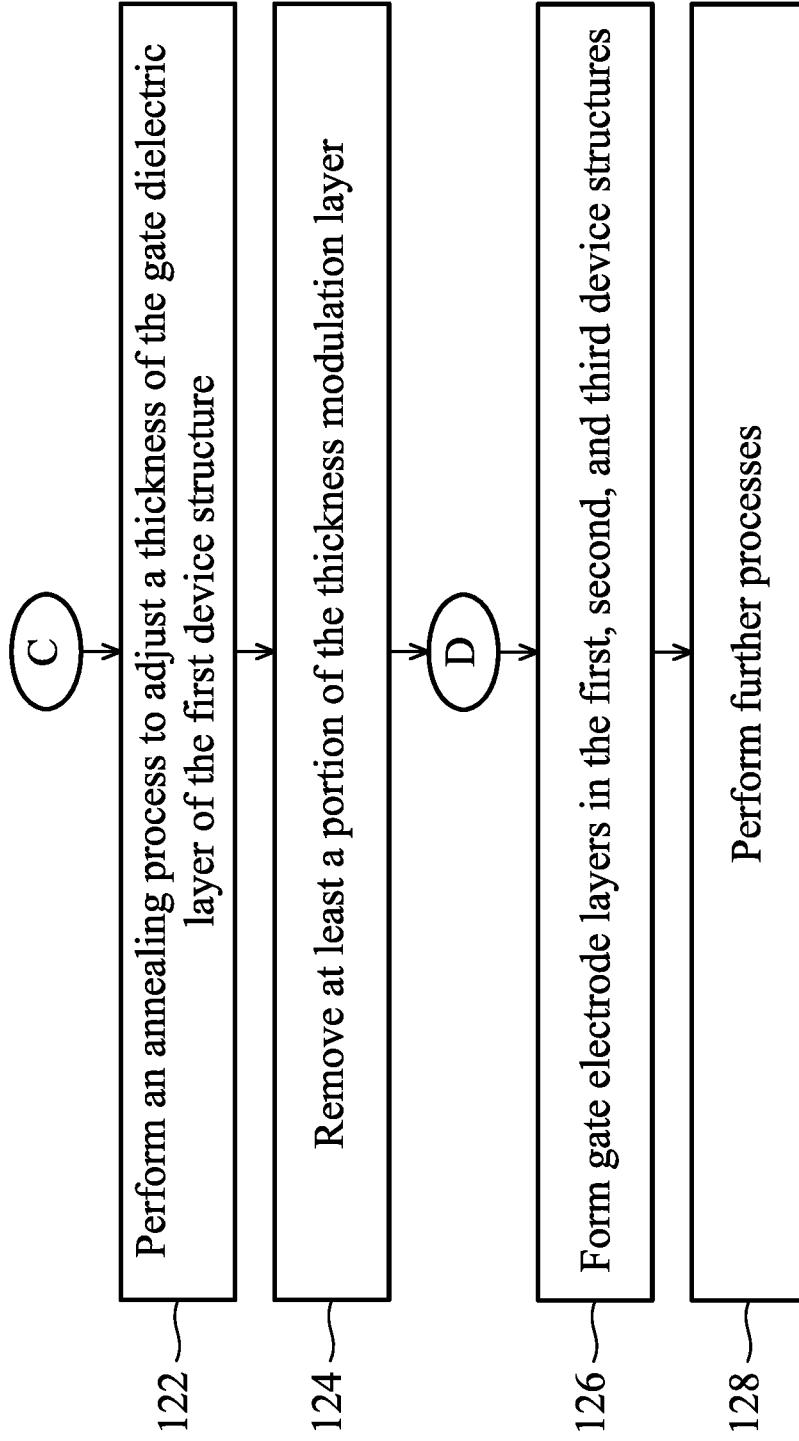 C
122
Perform an annealing process to adjust a thickness of the gate dielectric
layer of the first device structure
124
Remove at least a portion of the thickness modulation layer
D
126
Form gate electrode layers in the first, second, and third device structures
128
Perform further processes